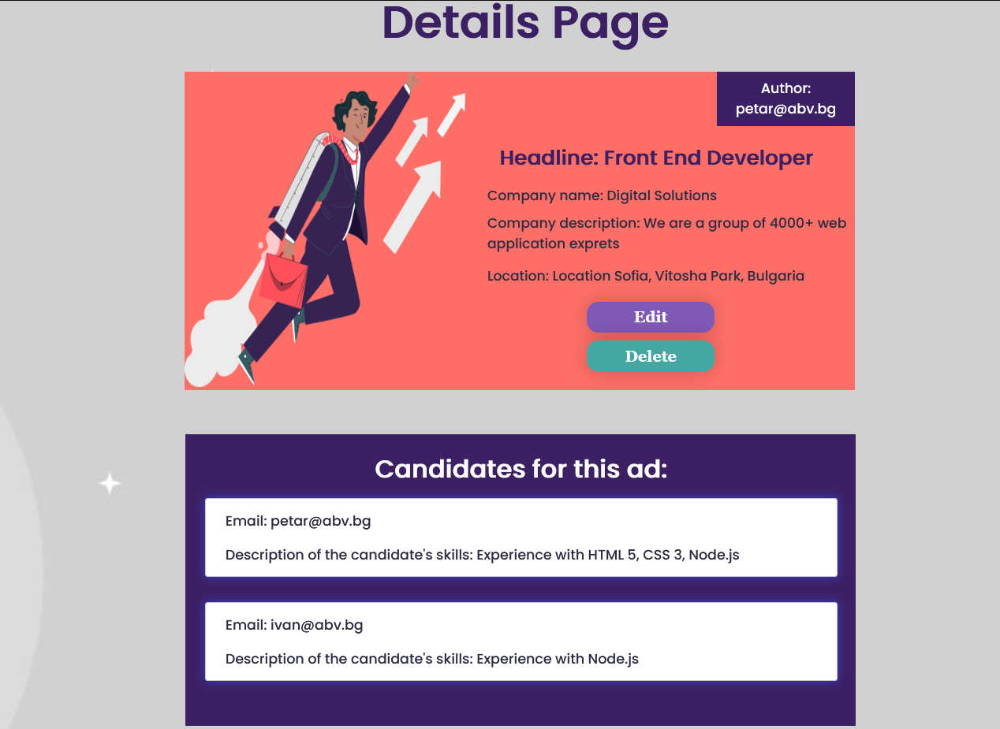 Details Page
Author:
petar@abv.bg
Headline: Front End Developer
Company name: Digital Solutions
Company description: We are a group of 4000+ web
application exprets
Location: Location Sofia, Vitosha Park, Bulgaria
Edit
Delete
Candidates for this ad:
Email: petar@abv.bg
Description of the candidate's skills: Experience with HTML 5, CSS 3, Node.js
Email: ivan@abv.bg
Description of the candidate's skills: Experience with Node.js